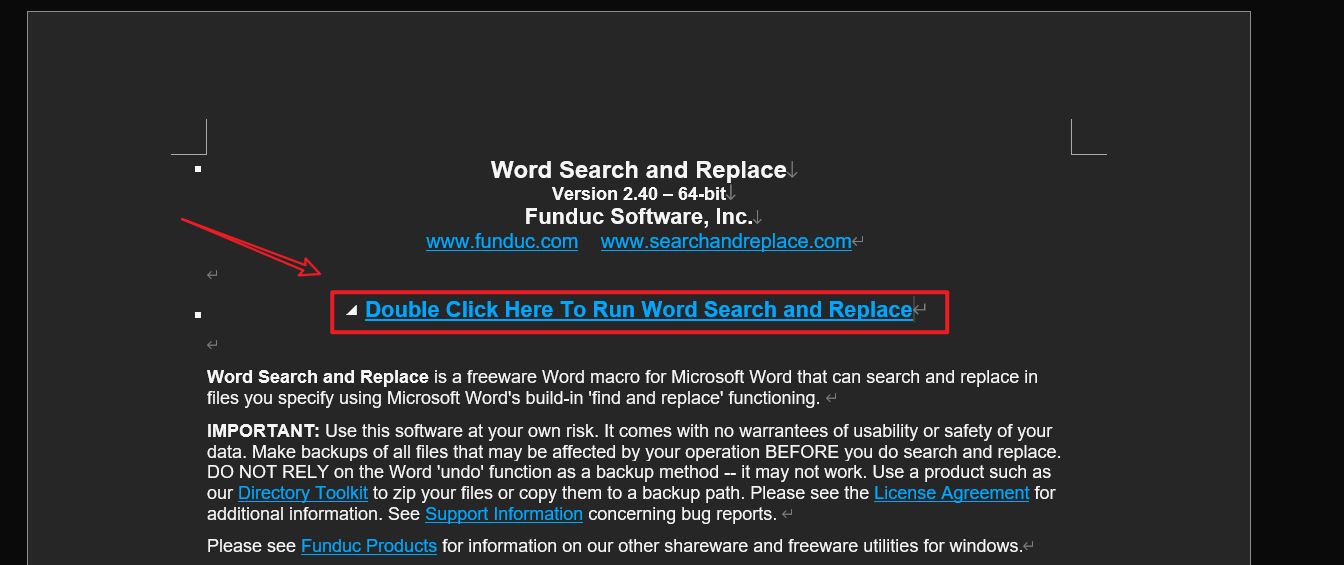 Word Search and Replace
Version 2.40 – 64-bit
Funduc Software, Inc.
www.funduc.com www.searchandreplace.com
Double Click Here To Run Word Search and Replace
Word Search and Replace is a freeware Word macro for Microsoft Word that can search and replace in
files you specify using Microsoft Word's build-in 'find and replace' functioning.
IMPORTANT: Use this software at your own risk. It comes with no warrantees of usability or safety of your
data. Make backups of all files that may be affected by your operation BEFORE you do search and replace.
DO NOT RELY on the Word 'undo' function as a backup method -- it may not work. Use a product such as
our Directory Toolkit to zip your files or copy them to a backup path. Please see the License Agreement for
additional information. See Support Information concerning bug reports.
Please see Funduc Products for information on our other shareware and freeware utilities for windows.